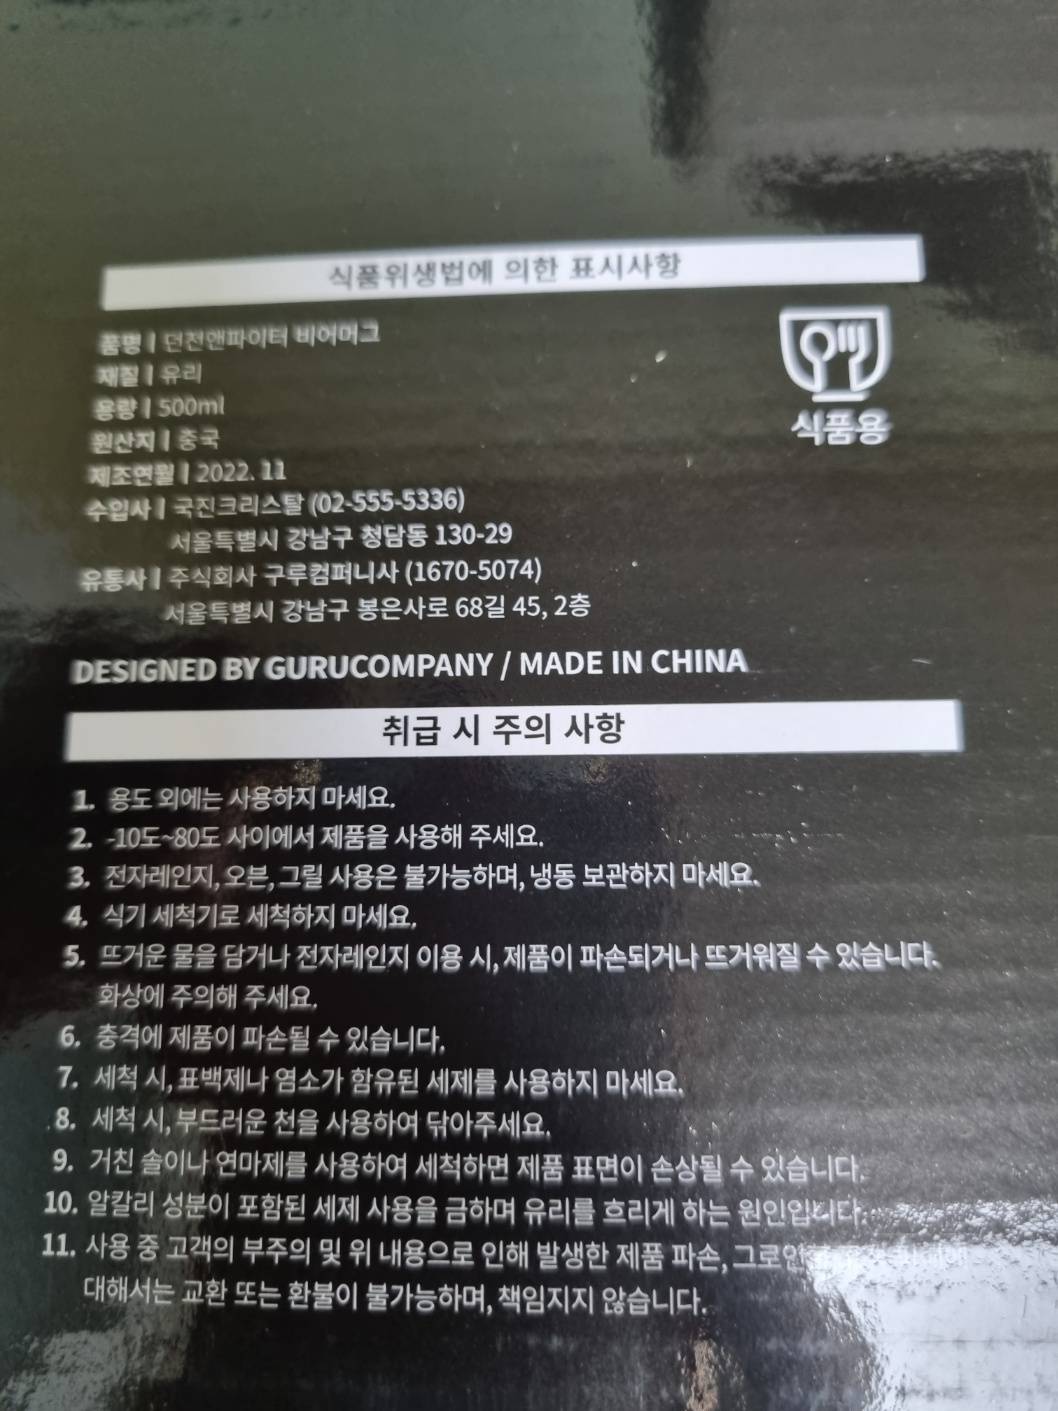 식품위생법에 의한 표시사항
품명 | 던전앤파이터 비어머그
재질 | 유리
용량 | 500ml
원산지 | 중국
제조연월 | 2022. 11
수입사 | 국진크리스탈 (02-555-5336)
서울특별시 강남구 청담동 130-29
유통사 | 주식회사 구루컴퍼니사 (1670-5074)
서울특별시 강남구 봉은사로 68길 45, 2층
식품용
DESIGNED BY GURUCOMPANY / MADE IN CHINA
취급 시 주의 사항
1. 용도 외에는 사용하지 마세요.
2. -10도~80도 사이에서 제품을 사용해 주세요.
3. 전자레인지, 오븐, 그릴 사용은 불가능하며, 냉동 보관하지 마세요.
4. 식기 세척기로 세척하지 마세요.
5. 뜨거운 물을 담거나 전자레인지 이용 시, 제품이 파손되거나 뜨거워질 수 있습니다.
화상에 주의해 주세요.
6. 충격에 제품이 파손될 수 있습니다.
7. 세척 시, 표백제나 염소가 함유된 세제를 사용하지 마세요.
8. 세척 시, 부드러운 천을 사용하여 닦아주세요.
9. 거친 솔이나 연마제를 사용하여 세척하면 제품 표면이 손상될 수 있습니다.
10. 알칼리 성분이 포함된 세제 사용을 금하며 유리를 흐리게 하는 원인입니다.
11. 사용 중 고객의 부주의 및 위 내용으로 인해 발생한 제품 파손,
대해서는 교환 또는 환불이 불가능하며, 책임지지 않습니다.